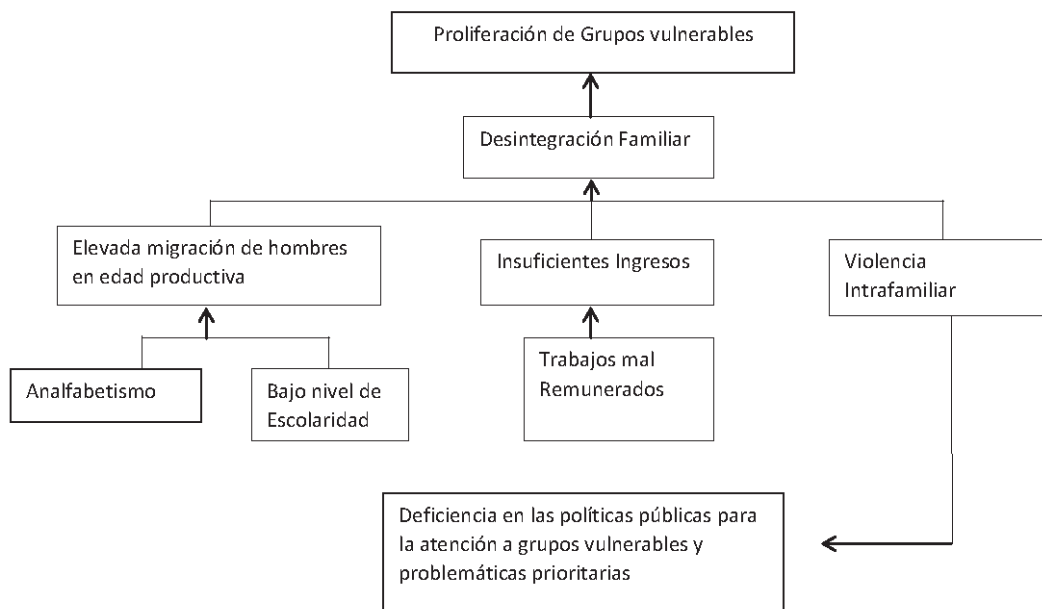 Proliferación de Grupos vulnerables
Desintegración Familiar
Elevada migración de hombres
en edad productiva
Insuficientes Ingresos
Violencia
Intrafamiliar
Analfabetismo
Bajo nivel de
Escolaridad
Trabajos mal
Remunerados
Deficiencia en las políticas públicas para
la atención a grupos vulnerables y
problemáticas prioritarias